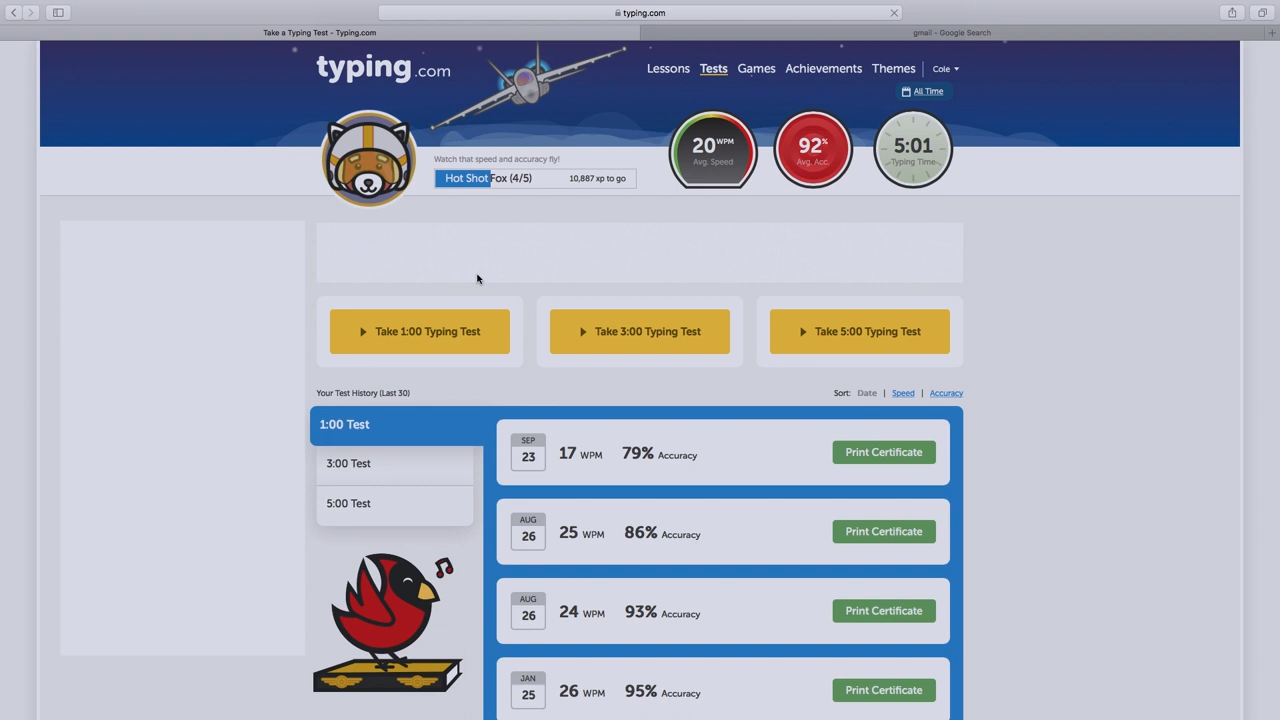 typing.com
Take a Typing Test - Typing.com
gmail - Google Search
typing.com
Lessons
Tests
Games
Achievements
Themes
Cole
All Time
20 WPM
Avg. Speed
92%
Avg. Acc.
5:01
Typing Time
Watch that speed and accuracy fly!
Hot Shot Fox (4/5)
10,887 xp to go
Take 1:00 Typing Test
Take 3:00 Typing Test
Take 5:00 Typing Test
Your Test History (Last 30)
Sort: Date | Speed | Accuracy
1:00 Test
3:00 Test
5:00 Test
SEP
23
17 WPM
79% Accuracy
Print Certificate
AUG
26
25 WPM
86% Accuracy
Print Certificate
AUG
26
24 WPM
93% Accuracy
Print Certificate
JAN
25
26 WPM
95% Accuracy
Print Certificate